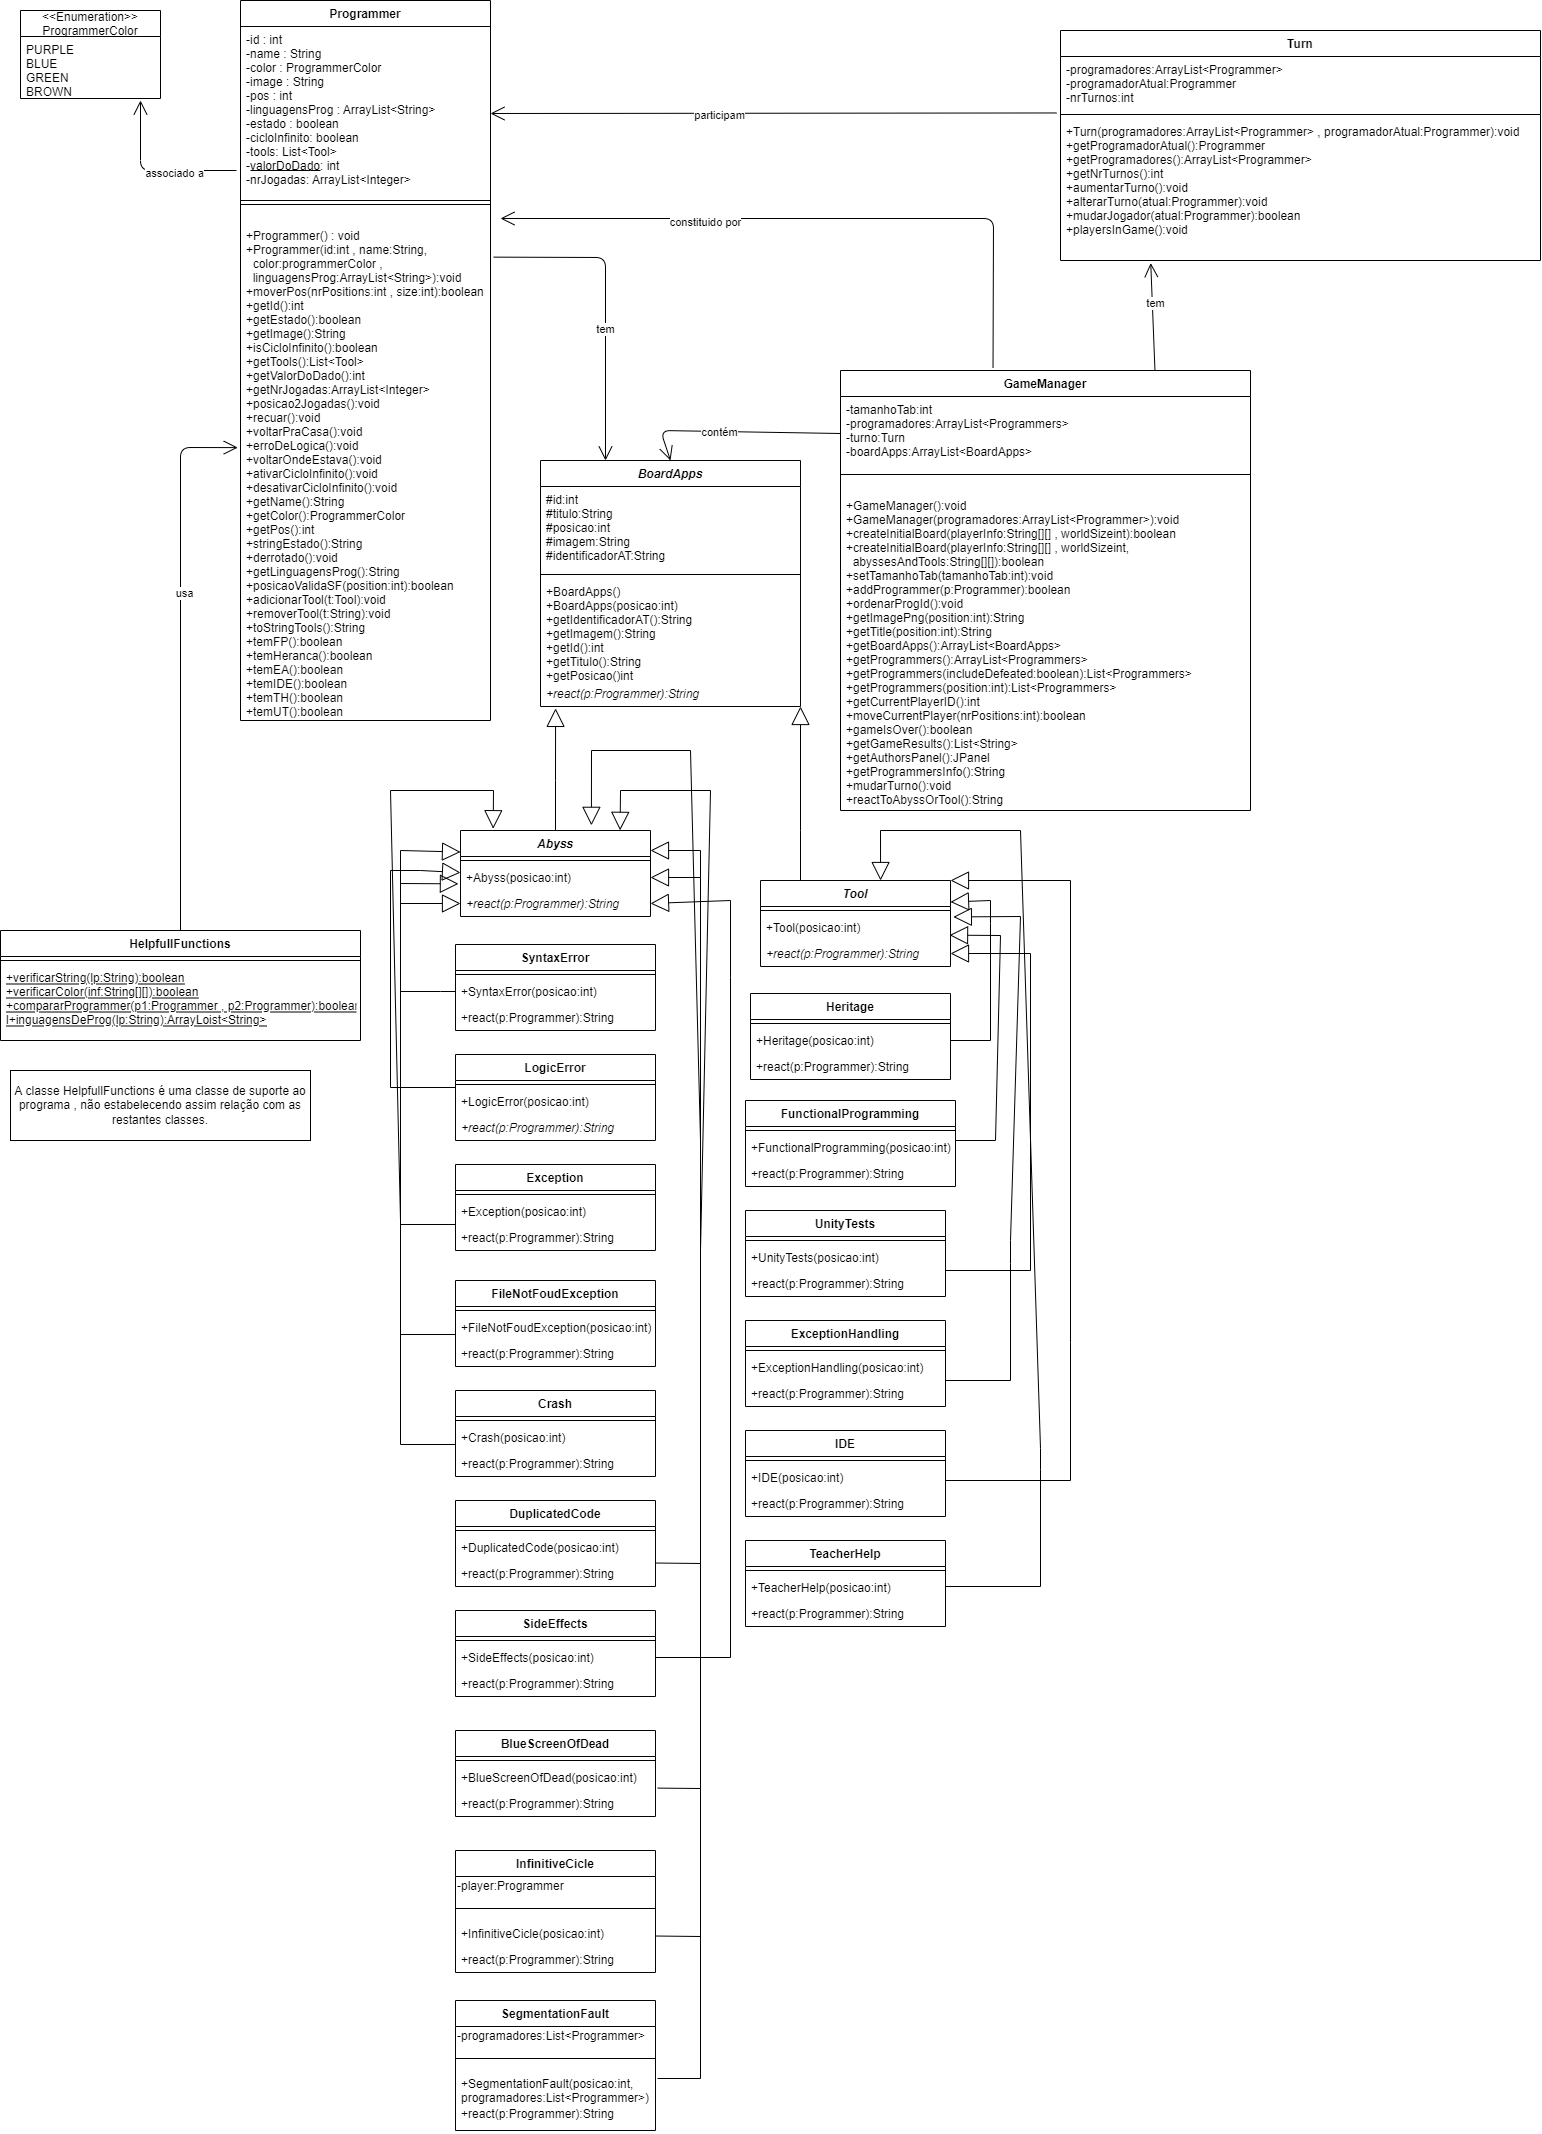 <<Enumeration>>
ProgrammerColor
PURPLE
BLUE
GREEN
BROWN
associado a
Programmer
-id : int
-name : String
-color : ProgrammerColor
-image : String
-pos : int
-linguagensProg : ArrayList<String>
-estado : boolean
-cicloInfinito: boolean
-tools: List<Tool>
-valorDoDado: int
-nrJogadas: ArrayList<Integer>
+Programmer() : void
+Programmer(id:int , name:String,
color:programmerColor ,
linguagensProg:ArrayList<String>):void
+moverPos(nrPositions:int , size:int):boolean
+getId():int
+getEstado():boolean
+getImage():String
+isCicloInfinito():boolean
+getTools():List<Tool>
+getValorDoDado():int
+getNrJogadas:ArrayList<Integer>
+posicao2Jogadas():void
+recuar():void
+voltarPraCasa():void
+erroDeLogica():void
+voltarOndeEstava():void
+ativarCicloInfinito():void
+desativarCicloInfinito():void
+getName():String
+getColor():ProgrammerColor
+getPos():int
+stringEstado():String
+derrotado():void
+getLinguagensProg():String
+posicaoValidaSF(position:int):boolean
+adicionarTool(t:Tool):void
+removerTool(t:String):void
+toStringTools():String
+temFP():boolean
+temHeranca():boolean
+temEA():boolean
+temIDE():boolean
+temTH():boolean
+temUT():boolean
participam
constituido por
tem
Turn
-programadores:ArrayList<Programmer>
-programadorAtual:Programmer
-nrTurnos:int
+Turn(programadores:ArrayList<Programmer> , programadorAtual:Programmer):void
+getProgramadorAtual():Programmer
+getProgramadores():ArrayList<Programmer>
+getNrTurnos():int
+aumentarTurno():void
+alterarTurno(atual:Programmer):void
+mudarJogador(atual:Programmer):boolean
+playersInGame():void
tem
contém
GameManager
-tamanhoTab:int
-programadores:ArrayList<Programmers>
-turno:Turn
-boardApps:ArrayList<BoardApps>
+GameManager():void
+GameManager(programadores:ArrayList<Programmer>):void
+createInitialBoard(playerInfo:String[][] , worldSizeint):boolean
+createInitialBoard(playerInfo:String[][] , worldSizeint,
abyssesAndTools:String[][]):boolean
+setTamanhoTab(tamanhoTab:int):void
+addProgrammer(p:Programmer):boolean
+ordenarProgId():void
+getImagePng(position:int):String
+getTitle(position:int):String
+getBoardApps():ArrayList<BoardApps>
+getProgrammers():ArrayList<Programmers>
+getProgrammers(includeDefeated:boolean):List<Programmers>
+getProgrammers(position:int):List<Programmers>
+getCurrentPlayerID():int
+moveCurrentPlayer(nrPositions:int):boolean
+gameIsOver():boolean
+getGameResults():List<String>
+getAuthorsPanel():JPanel
+getProgrammersInfo():String
+mudarTurno():void
+reactToAbyssOrTool():String
BoardApps
#id:int
#titulo:String
#posicao:int
#imagem:String
#identificadorAT:String
+BoardApps()
+BoardApps(posicao:int)
+getIdentificadorAT():String
+getImagem():String
+getId():int
+getTitulo():String
+getPosicao()int
+react(p:Programmer):String
usa
HelpfullFunctions
+verificarString(lp:String):boolean
+verificarColor(inf:String[][]):boolean
+compararProgrammer(p1:Programmer , p2:Programmer):boolean
l+inguagensDeProg(lp:String):ArrayLoist<String>
A classe HelpfullFunctions é uma classe de suporte ao
programa , não estabelecendo assim relação com as
restantes classes.
Abyss
+Abyss(posicao:int)
+react(p:Programmer):String
SyntaxError
+SyntaxError(posicao:int)
+react(p:Programmer):String
LogicError
+LogicError(posicao:int)
+react(p:Programmer):String
Exception
+Exception(posicao:int)
+react(p:Programmer):String
FileNotFoudException
+FileNotFoudException(posicao:int)
+react(p:Programmer):String
Crash
+Crash(posicao:int)
+react(p:Programmer):String
DuplicatedCode
+DuplicatedCode(posicao:int)
+react(p:Programmer):String
SideEffects
+SideEffects(posicao:int)
+react(p:Programmer):String
BlueScreenOfDead
+BlueScreenOfDead(posicao:int)
+react(p:Programmer):String
InfinitiveCicle
-player:Programmer
+InfinitiveCicle(posicao:int)
+react(p:Programmer):String
SegmentationFault
-programadores:List<Programmer>
+SegmentationFault(posicao:int,
programadores:List<Programmer>)
+react(p:Programmer):String
Tool
+Tool(posicao:int)
+react(p:Programmer):String
Heritage
+Heritage(posicao:int)
+react(p:Programmer):String
FunctionalProgramming
+FunctionalProgramming(posicao:int)
+react(p:Programmer):String
UnityTests
+UnityTests(posicao:int)
+react(p:Programmer):String
ExceptionHandling
+ExceptionHandling(posicao:int)
+react(p:Programmer):String
IDE
+IDE(posicao:int)
+react(p:Programmer):String
TeacherHelp
+TeacherHelp(posicao:int)
+react(p:Programmer):String